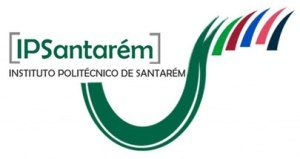 [IPSantarém]
INSTITUTO POLITÉCNICO DE SANTARÉM